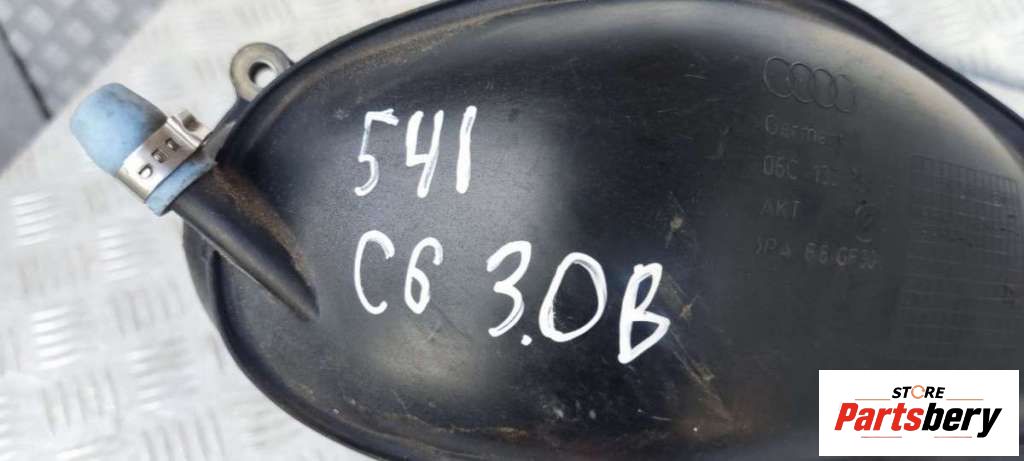 541
C6 3.0B
Germany
06C
AKT
STORE
Partsbery